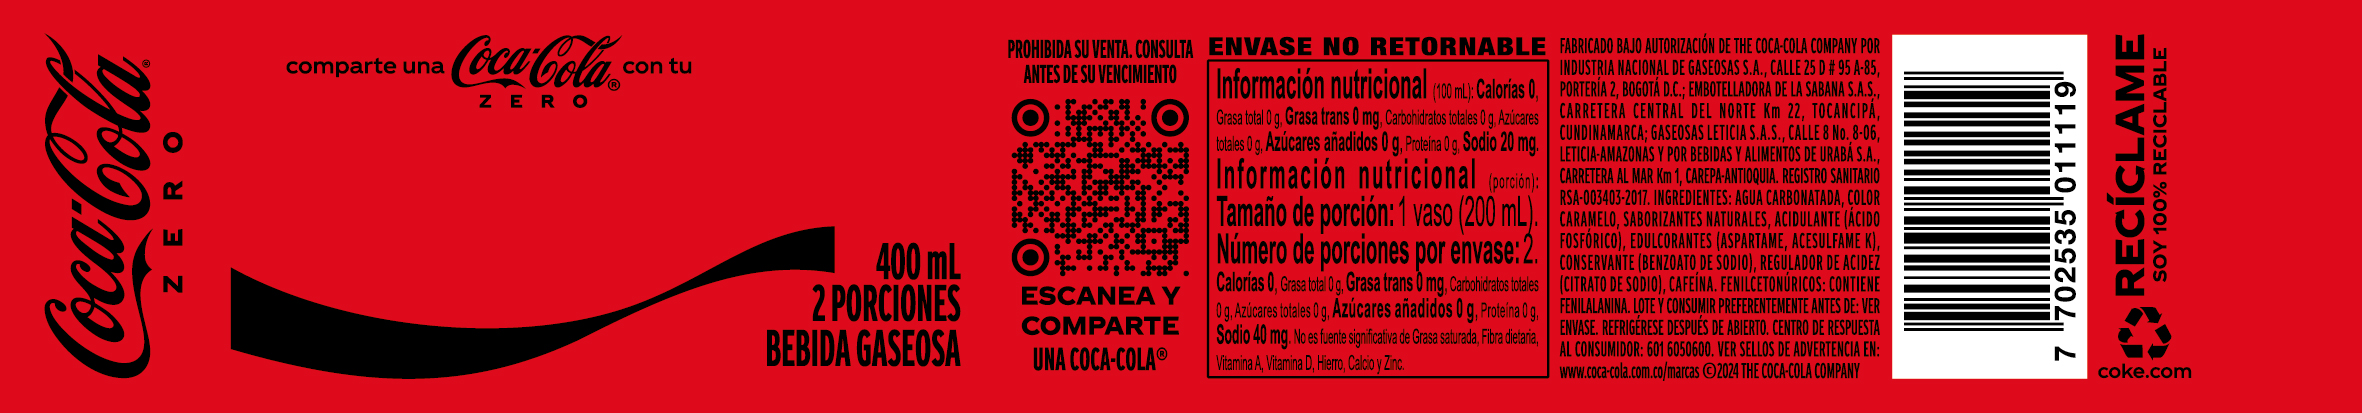 Coca-Cola®
ZERO
comparte una Coca-Cola® con tu
ZERO
400 mL
2 PORCIONES
BEBIDA GASEOSA
PROHIBIDA SU VENTA. CONSULTA
ANTES DE SU VENCIMIENTO
ESCANEA Y
COMPARTE
UNA COCA-COLA®
ENVASE NO RETORNABLE
Información nutricional (100 mL): Calorías 0,
Grasa total 0 g, Grasa trans 0 mg, Carbohidratos totales 0 g, Azúcares
totales 0 g, Azúcares añadidos 0 g, Proteína 0 g, Sodio 20 mg.
Información nutricional (porción):
Tamaño de porción: 1 vaso (200 mL).
Número de porciones por envase: 2.
Calorías 0, Grasa total 0 g, Grasa trans 0 mg, Carbohidratos totales
0 g, Azúcares totales 0 g, Azúcares añadidos 0 g, Proteína 0 g,
Sodio 40 mg. No es fuente significativa de Grasa saturada, Fibra dietaria,
Vitamina A, Vitamina D, Hierro, Calcio y Zinc.
FABRICADO BAJO AUTORIZACIÓN DE THE COCA-COLA COMPANY POR
INDUSTRIA NACIONAL DE GASEOSAS S.A., CALLE 25 D # 95 A-85,
PORTERÍA 2, BOGOTÁ D.C.; EMBOTELLADORA DE LA SABANA S.A.S.,
CARRETERA CENTRAL DEL NORTE Km 22, TOCANCIPÁ,
CUNDINAMARCA; GASEOSAS LETICIA S.A.S., CALLE 8 No. 8-06,
LETICIA-AMAZONAS Y POR BEBIDAS Y ALIMENTOS DE URABÁ S.A.,
CARRETERA AL MAR Km 1, CAREPA-ANTIOQUIA. REGISTRO SANITARIO
RSA-003403-2017. INGREDIENTES: AGUA CARBONATADA, COLOR
CARAMELO, SABORIZANTES NATURALES, ACIDULANTE (ÁCIDO
FOSFÓRICO), EDULCORANTES (ASPARTAME, ACESULFAME K),
CONSERVANTE (BENZOATO DE SODIO), REGULADOR DE ACIDEZ
(CITRATO DE SODIO), CAFEÍNA. FENILCETONÚRICOS: CONTIENE
FENILALANINA. LOTE Y CONSUMIR PREFERENTEMENTE ANTES DE: VER
ENVASE. REFRIGÉRESE DESPUÉS DE ABIERTO. CENTRO DE RESPUESTA
AL CONSUMIDOR: 601 6050600. VER SELLOS DE ADVERTENCIA EN:
www.coca-cola.com.co/marcas ©2024 THE COCA-COLA COMPANY
7 702535 011119
RECÍCLAME
SOY 100% RECICLABLE
coke.com